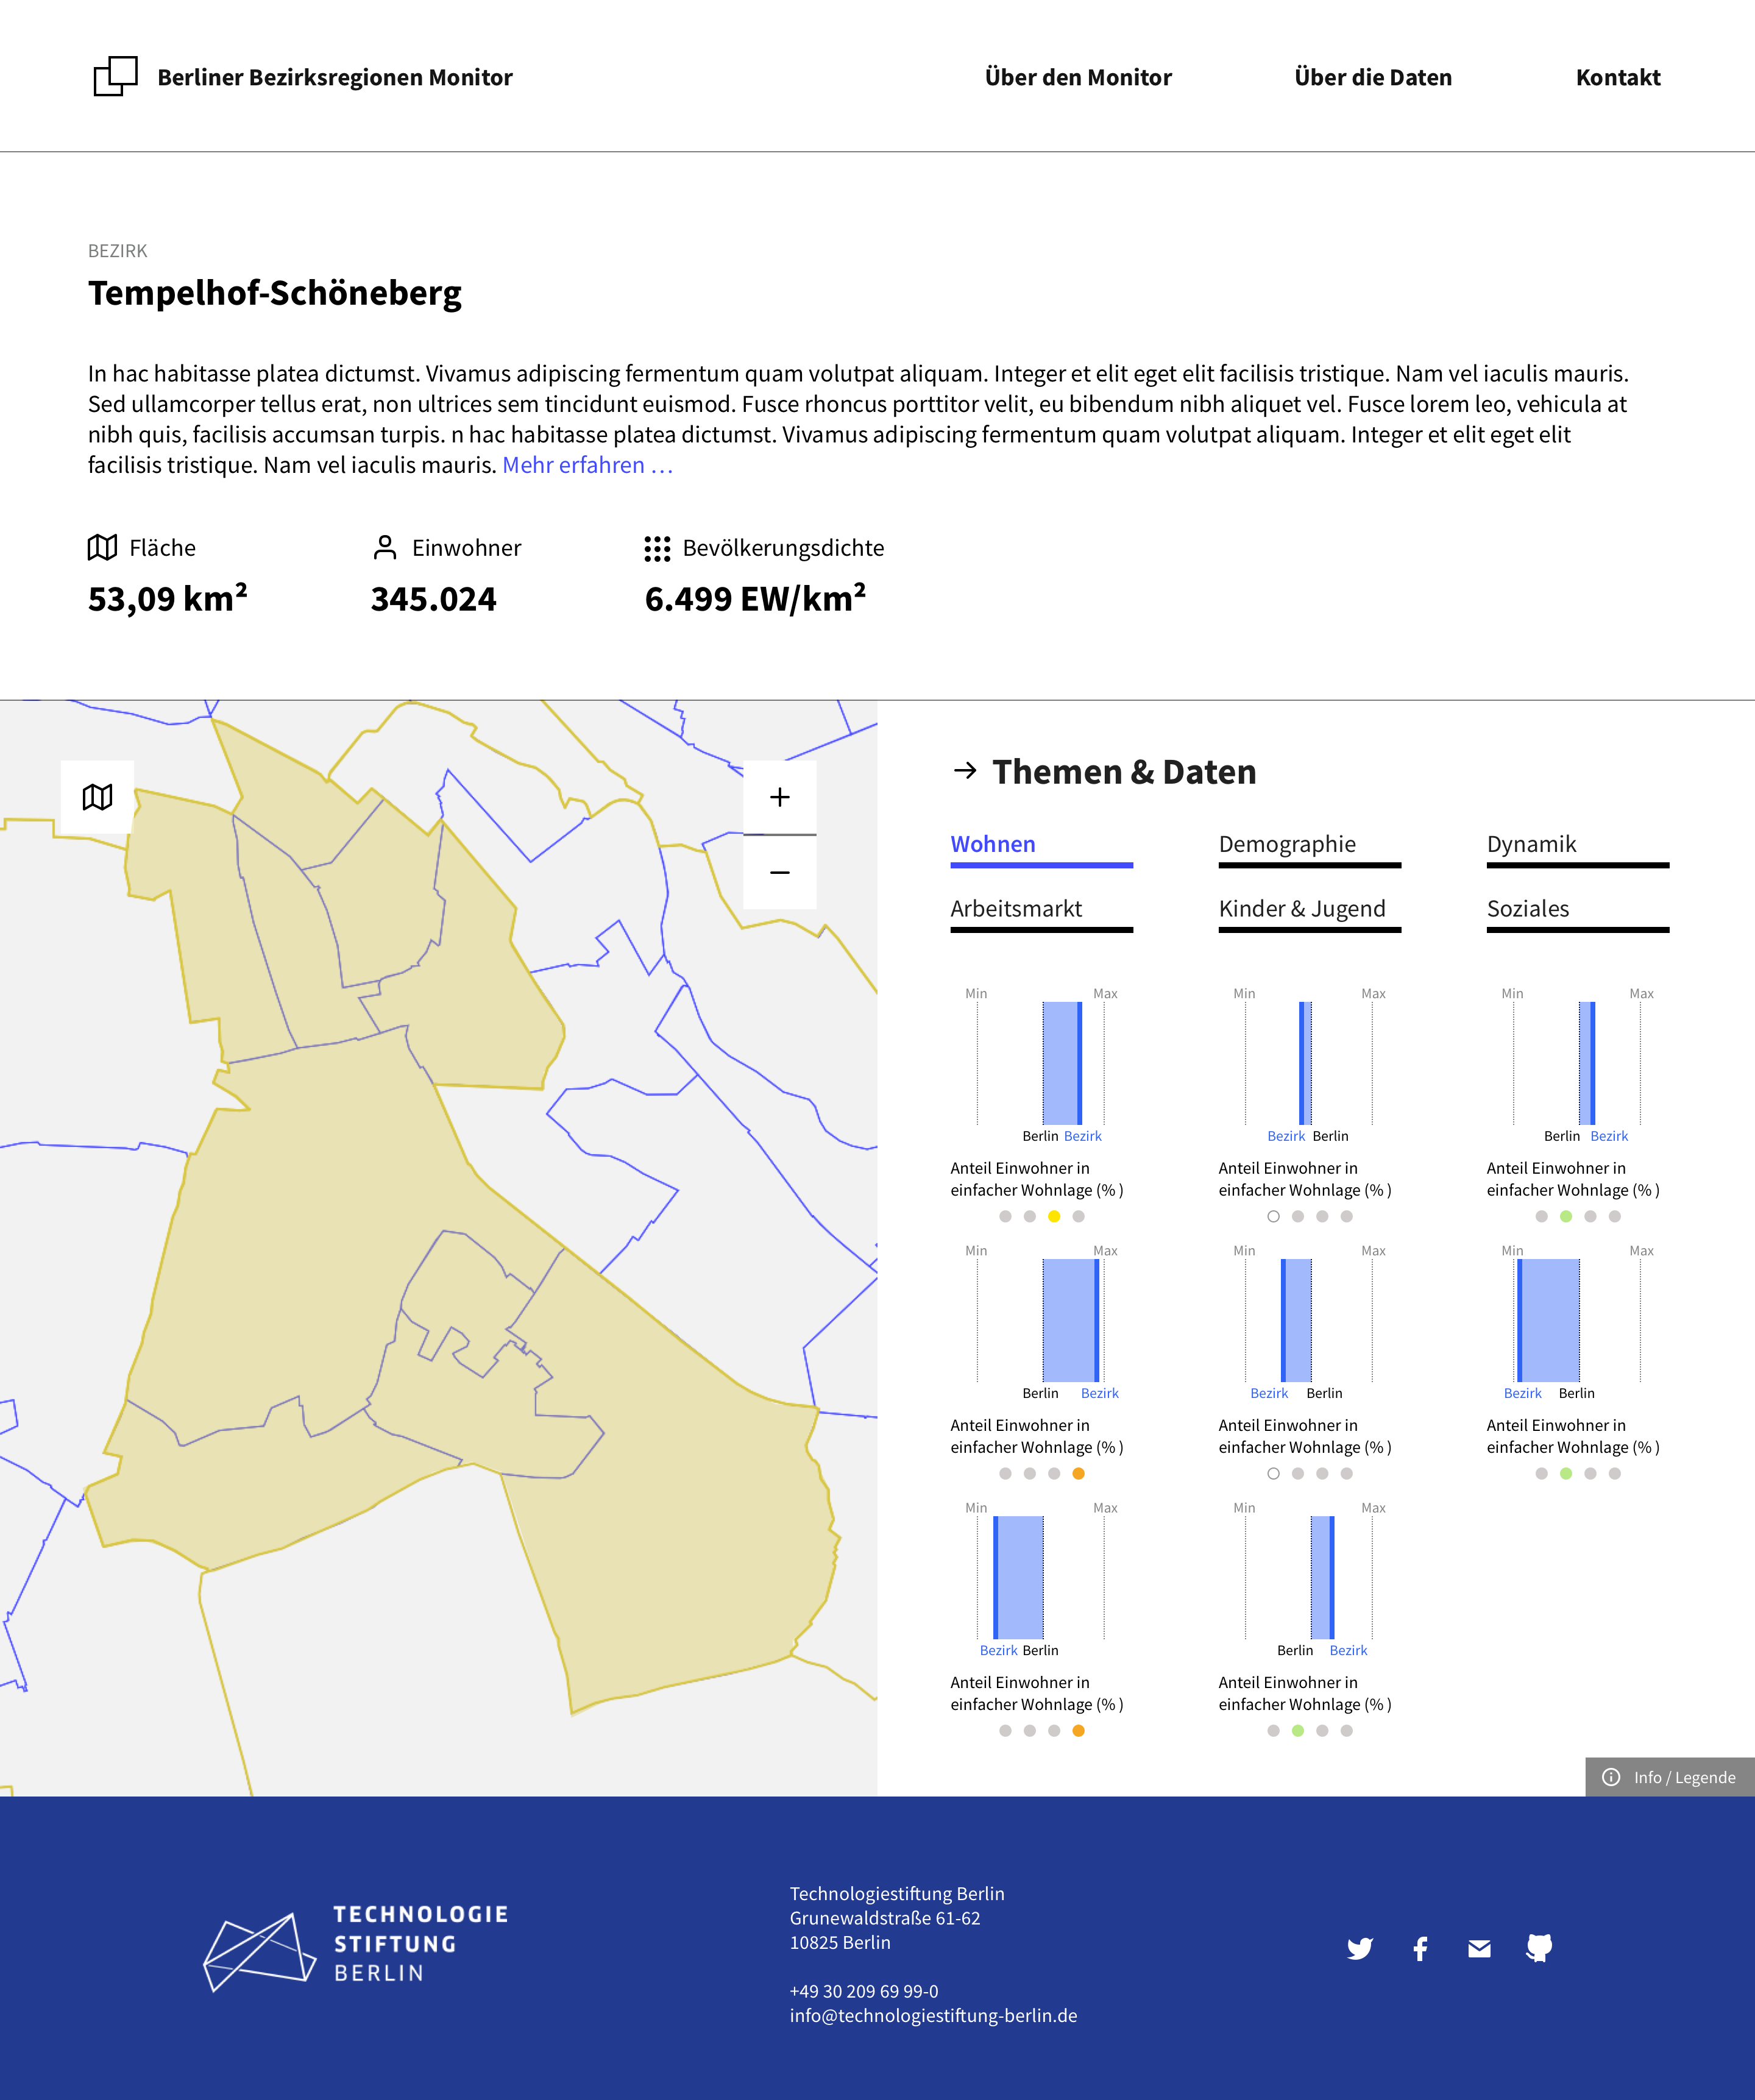 Berliner Bezirksregionen Monitor
Über den Monitor
Über die Daten
Kontakt
BEZIRK
Tempelhof-Schöneberg
In hac habitasse platea dictumst. Vivamus adipiscing fermentum quam volutpat aliquam. Integer et elit eget elit facilisis tristique. Nam vel iaculis mauris.
Sed ullamcorper tellus erat, non ultrices sem tincidunt euismod. Fusce rhoncus porttitor velit, eu bibendum nibh aliquet vel. Fusce lorem leo, vehicula at
nibh quis, facilisis accumsan turpis. n hac habitasse platea dictumst. Vivamus adipiscing fermentum quam volutpat aliquam. Integer et elit eget elit
facilisis tristique. Nam vel iaculis mauris. Mehr erfahren …
Fläche
53,09 km²
Einwohner
345.024
Bevölkerungsdichte
6.499 EW/km²
+
−
→ Themen & Daten
Wohnen
Demographie
Dynamik
Arbeitsmarkt
Kinder & Jugend
Soziales
Min Max
Berlin Bezirk
Anteil Einwohner in
einfacher Wohnlage (% )
Min Max
Bezirk Berlin
Anteil Einwohner in
einfacher Wohnlage (% )
Min Max
Berlin Bezirk
Anteil Einwohner in
einfacher Wohnlage (% )
Min Max
Berlin Bezirk
Anteil Einwohner in
einfacher Wohnlage (% )
Min Max
Bezirk Berlin
Anteil Einwohner in
einfacher Wohnlage (% )
Min Max
Bezirk Berlin
Anteil Einwohner in
einfacher Wohnlage (% )
Min Max
Bezirk Berlin
Anteil Einwohner in
einfacher Wohnlage (% )
Min Max
Berlin Bezirk
Anteil Einwohner in
einfacher Wohnlage (% )
Info / Legende
TECHNOLOGIE
STIFTUNG
BERLIN
Technologiestiftung Berlin
Grunewaldstraße 61-62
10825 Berlin
+49 30 209 69 99-0
info@technologiestiftung-berlin.de